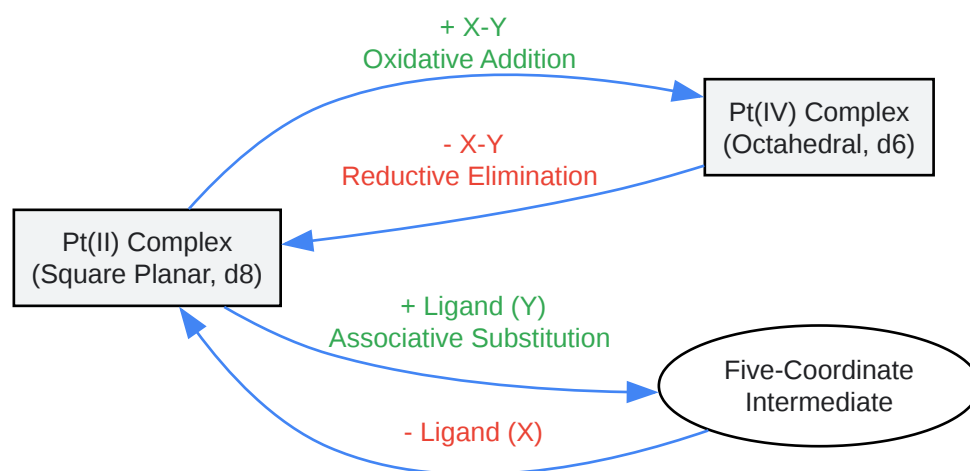 + X-Y
Oxidative Addition
Pt(IV) Complex
(Octahedral, d6)
- X-Y
Reductive Elimination
Pt(II) Complex
(Square Planar, d8)
+ Ligand (Y)
Associative Substitution
Five-Coordinate
Intermediate
- Ligand (X)